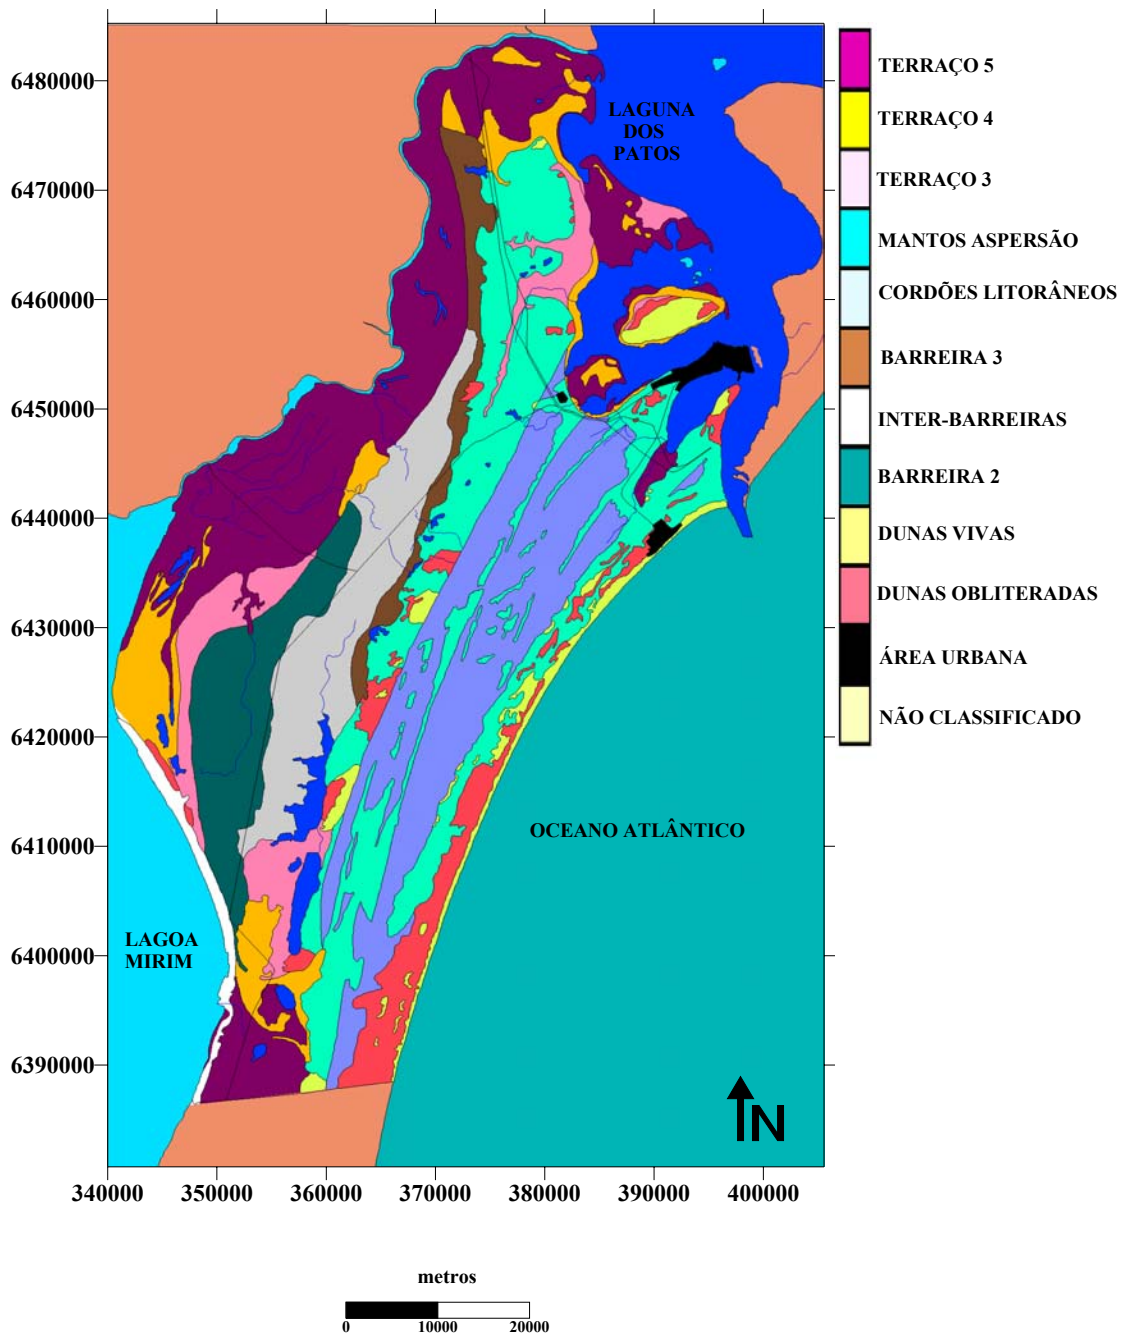 6480000
6470000
6460000
6450000
6440000
6430000
6420000
6410000
6400000
6390000
340000 350000 360000 370000 380000 390000 400000
LAGUNA
DOS
PATOS
OCEANO ATLÂNTICO
LAGOA
MIRIM
N
TERRAÇO 5
TERRAÇO 4
TERRAÇO 3
MANTOS ASPERSÃO
CORDÕES LITORÂNEOS
BARREIRA 3
INTER-BARREIRAS
BARREIRA 2
DUNAS VIVAS
DUNAS OBLITERADAS
ÁREA URBANA
NÃO CLASSIFICADO
metros
0 10000 20000